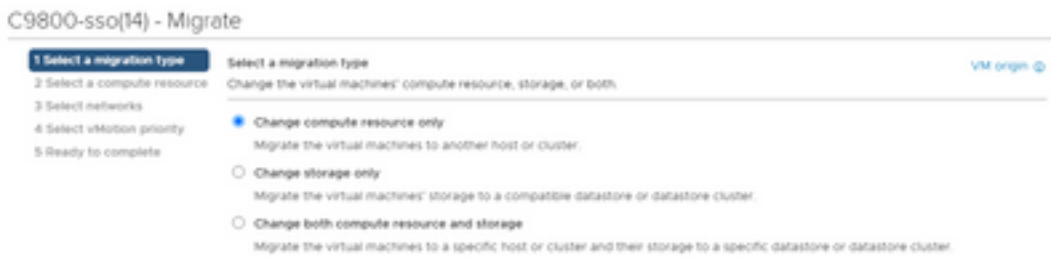 C9800-sso(14) - Migrate
1 Select a migration type
2 Select a compute resource
3 Select networks
4 Select vMotion priority
5 Ready to complete
Select a migration type
VM origin
Change the virtual machines' compute resource, storage, or both.
Change compute resource only
Migrate the virtual machines to another host or cluster.
Change storage only
Migrate the virtual machines' storage to a compatible datastore or datastore cluster.
Change both compute resource and storage
Migrate the virtual machines to a specific host or cluster and their storage to a specific datastore or datastore cluster.